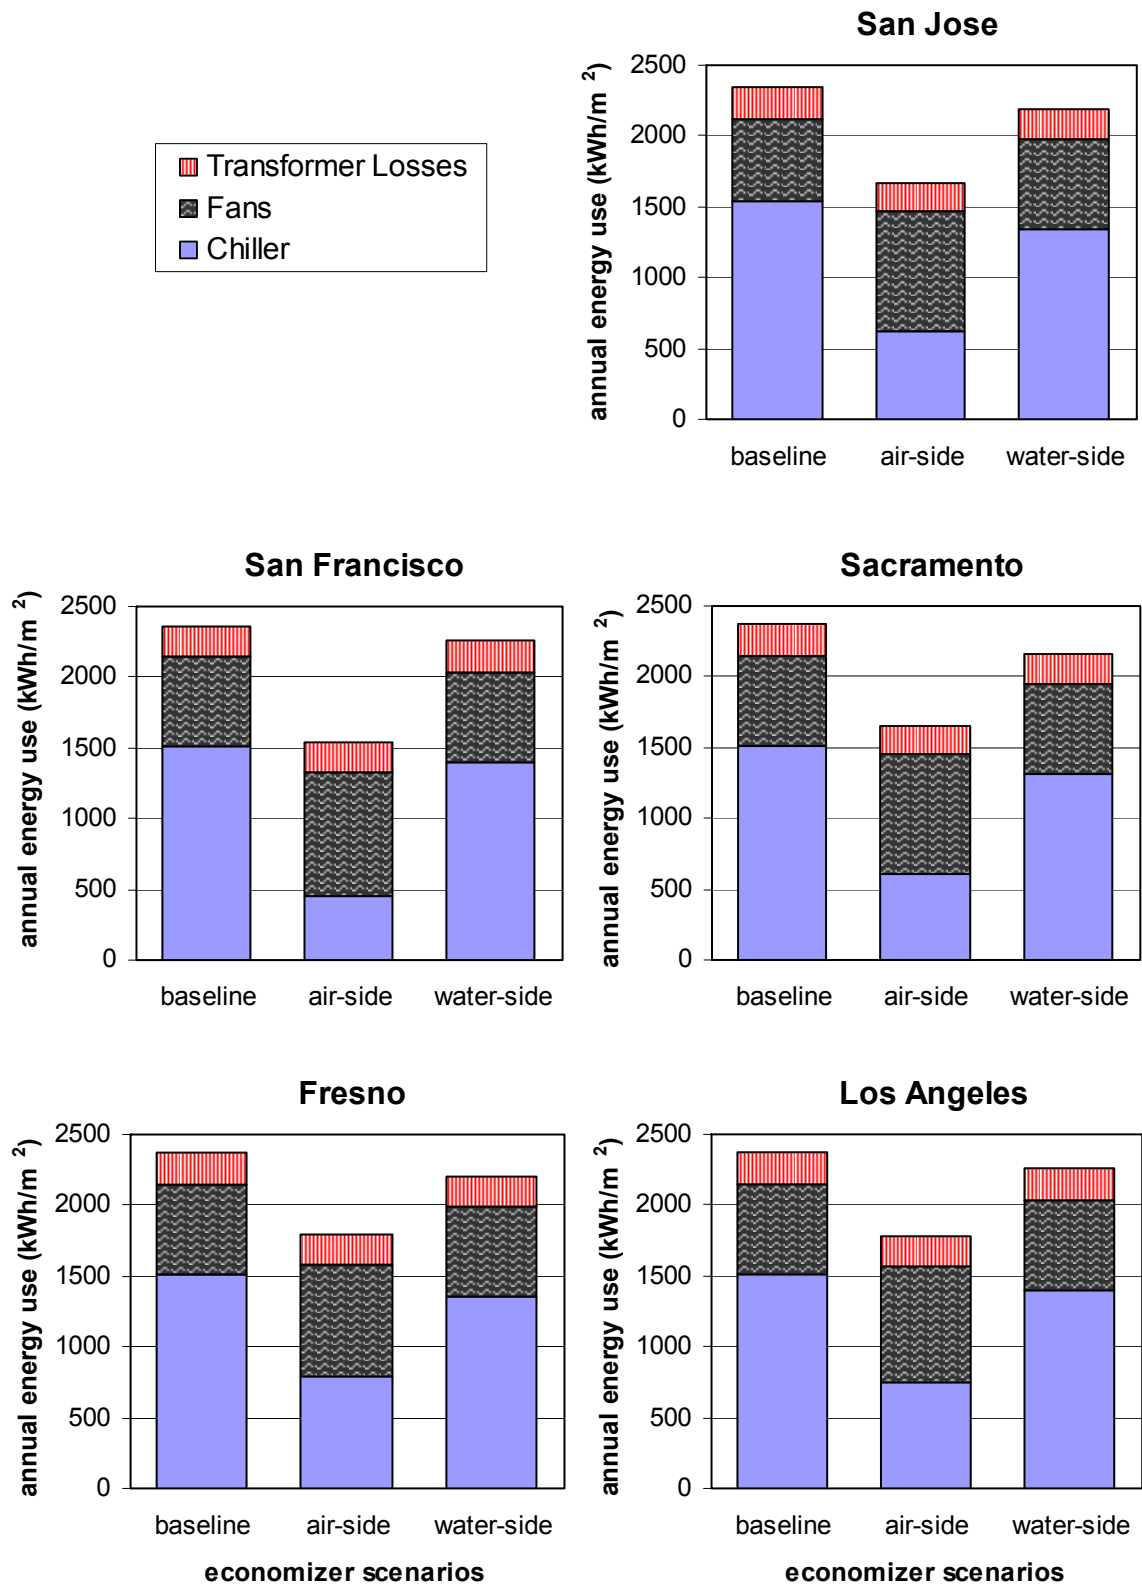 San Jose
Transformer Losses
Fans
Chiller
annual energy use (kWh/m 2)
2500
2000
1500
1000
500
0
baseline air-side water-side
San Francisco
annual energy use (kWh/m 2)
2500
2000
1500
1000
500
0
baseline air-side water-side
Sacramento
annual energy use (kWh/m 2)
2500
2000
1500
1000
500
0
baseline air-side water-side
Fresno
annual energy use (kWh/m 2)
2500
2000
1500
1000
500
0
baseline air-side water-side
economizer scenarios
Los Angeles
annual energy use (kWh/m 2)
2500
2000
1500
1000
500
0
baseline air-side water-side
economizer scenarios